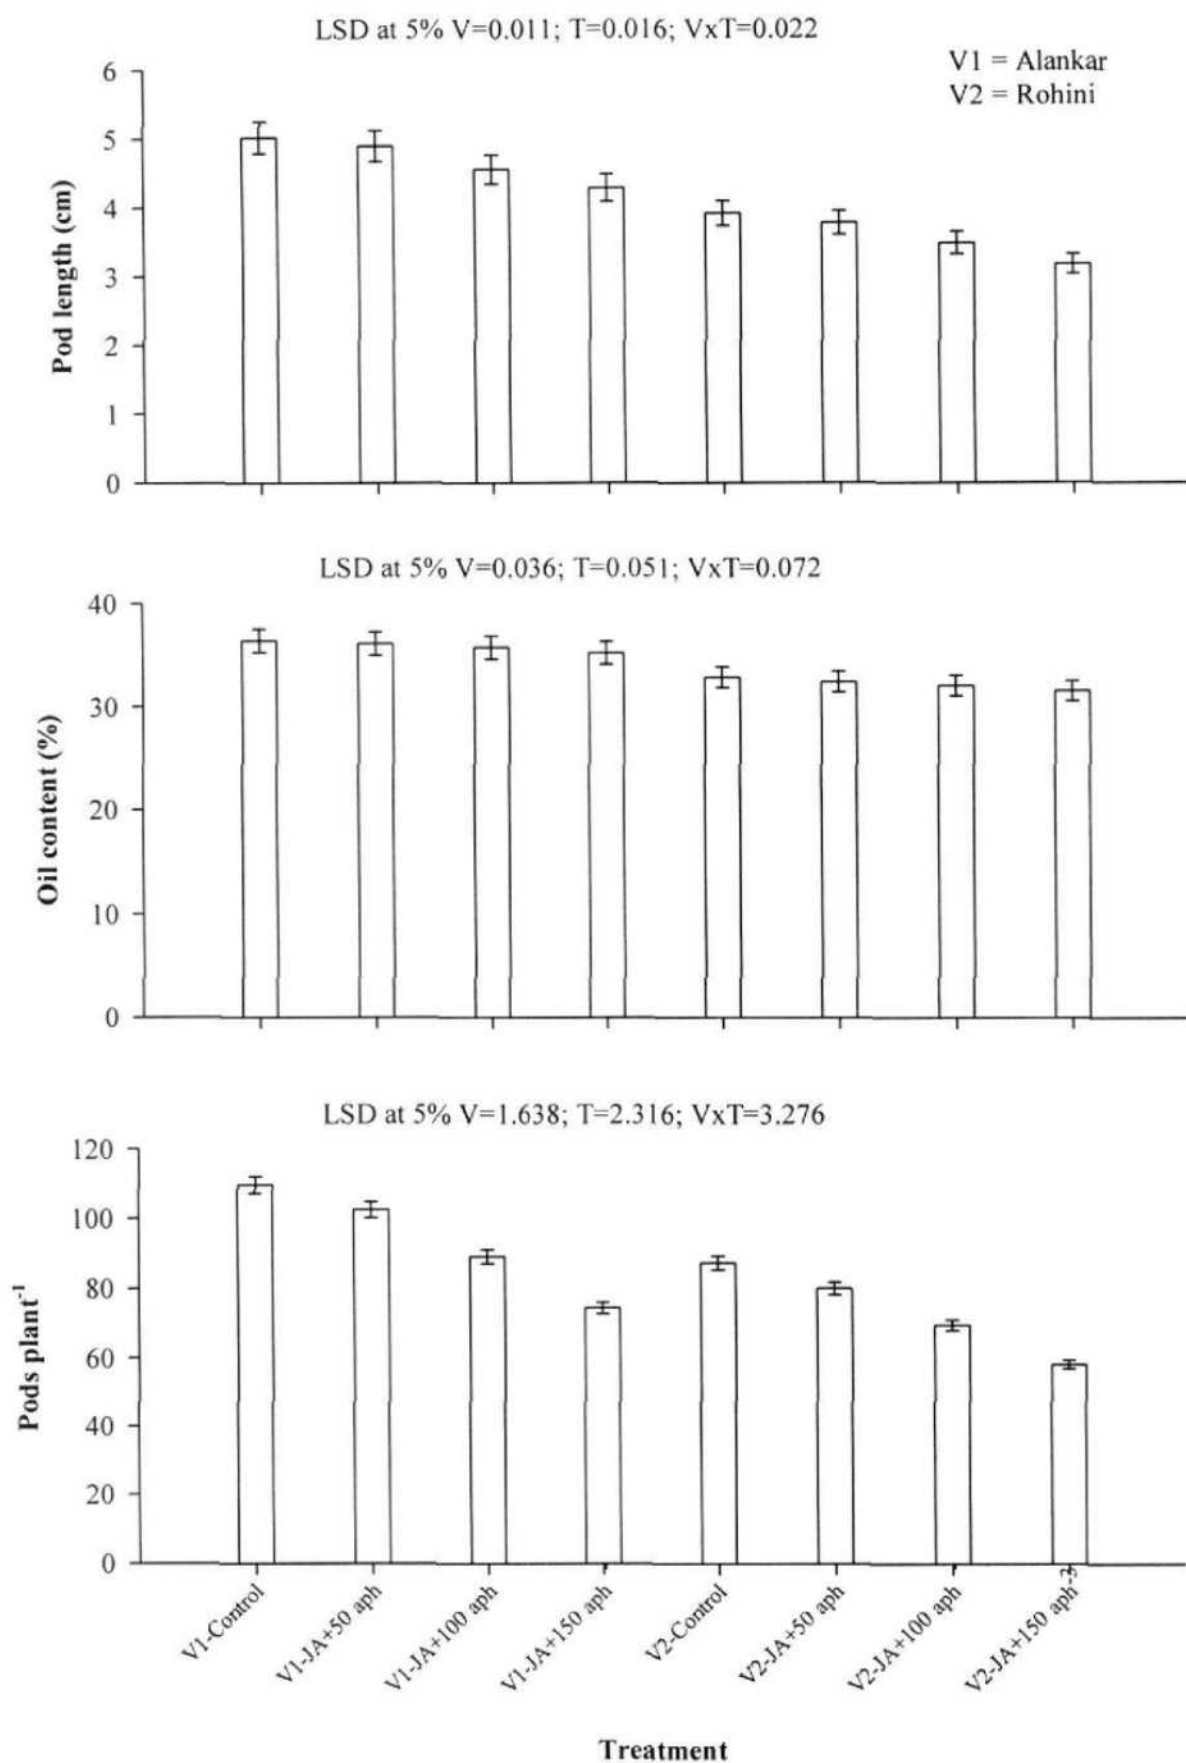 LSD at 5% V=0.011; T=0.016; VxT=0.022
V1 = Alankar
V2 = Rohini
6
5
4
3
2
1
0
Pod length (cm)
LSD at 5% V=0.036; T=0.051; VxT=0.072
40
30
20
10
0
Oil content (%)
LSD at 5% V=1.638; T=2.316; VxT=3.276
120
100
80
60
40
20
0
Pods plant⁻¹
V1-Control
V1-JA+50 aph
V1-JA+100 aph
V1-JA+150 aph
V2-Control
V2-JA+50 aph
V2-JA+100 aph
V2-JA+150 aph-3
Treatment